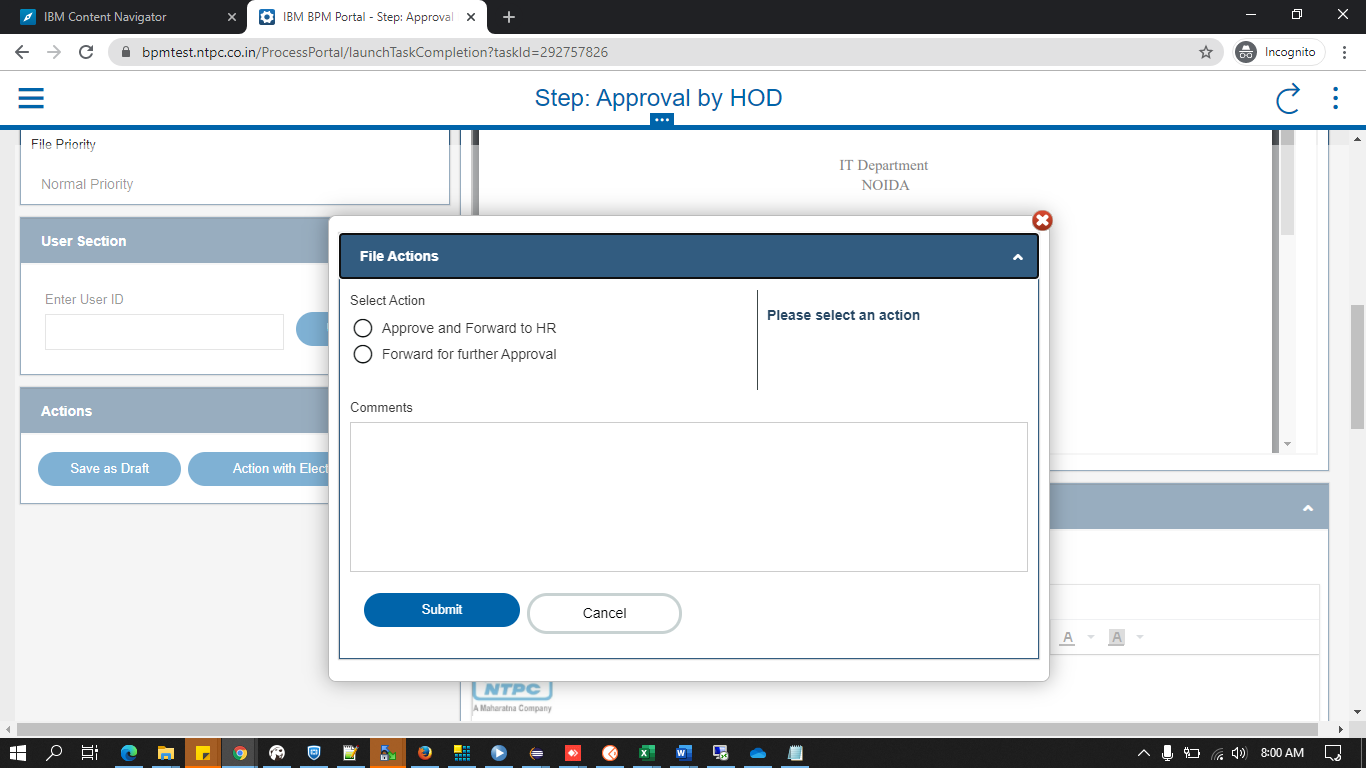 IBM Content Navigator
IBM BPM Portal - Step: Approval
bpmtest.ntpc.co.in/ProcessPortal/launchTaskCompletion?taskId=292757826
Incognito
Step: Approval by HOD
File Priority
Normal Priority
IT Department
NOIDA
User Section
Enter User ID
Actions
Save as Draft
Action with Elect
File Actions
Select Action
Approve and Forward to HR
Forward for further Approval
Please select an action
Comments
Submit
Cancel
A
A
NTPC
A Maharatna Company
8:00 AM